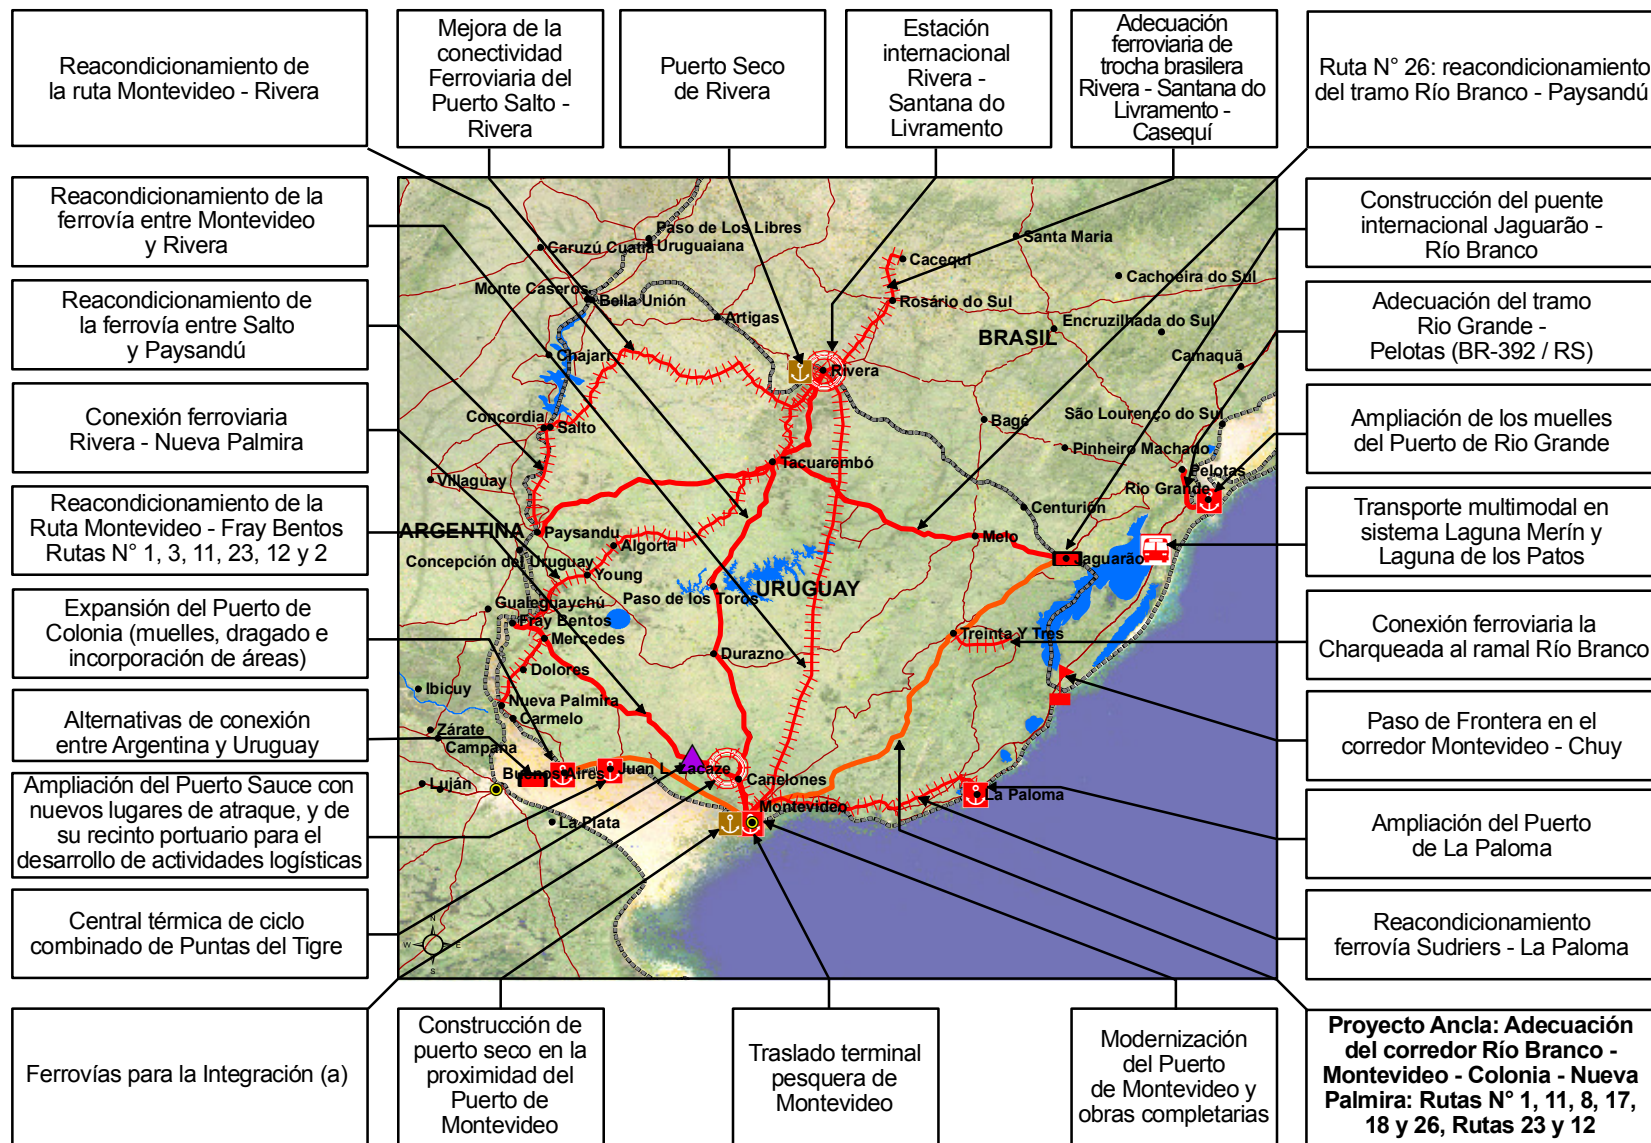 Reacondicionamiento de
la ruta Montevideo - Rivera
Mejora de la
conectividad
Ferroviaria del
Puerto Salto -
Rivera
Puerto Seco
de Rivera
Estación
internacional
Rivera -
Santana do
Livramento
Adecuación
ferroviaria de
trocha brasilera
Rivera - Santana do
Livramento -
Casequí
Ruta N° 26: reacondicionamiento
del tramo Río Branco - Paysandú
Reacondicionamiento de la
ferrovía entre Montevideo
y Rivera
Reacondicionamiento de
la ferrovía entre Salto
y Paysandú
Conexión ferroviaria
Rivera - Nueva Palmira
Reacondicionamiento de la
Ruta Montevideo - Fray Bentos
Rutas N° 1, 3, 11, 23, 12 y 2
Expansión del Puerto de
Colonia (muelles, dragado e
incorporación de áreas)
Alternativas de conexión
entre Argentina y Uruguay
Ampliación del Puerto Sauce con
nuevos lugares de atraque, y de
su recinto portuario para el
desarrollo de actividades logísticas
Central térmica de ciclo
combinado de Puntas del Tigre
Ferrovías para la Integración (a)
Paso de Los Libres
Uruguaiana
Caruzú Cuatiá
Monte Caseros
Bella Unión
Artigas
Chajarí
Concordia
Salto
Villaguay
ARGENTINA
Paysandu
Concepción del Uruguay
Algorta
Young
Gualeguaychú
Fray Bentos
Mercedes
Paso de los Toros
Dolores
Durazno
Ibicuy
Nueva Palmira
Carmelo
Zárate
Campana
Luján
Buenos Aires
Juan L. Lacaze
Canelones
Montevideo
La Plata
La Paloma
Treinta Y Tres
URUGUAY
Tacuarembó
Rivera
Cacequí
Rosário do Sul
Santa Maria
Cachoeira do Sul
BRASIL
Encruzilhada do Sul
Camaquã
São Lourenço do Sul
Bagé
Pinheiro Machado
Pelotas
Rio Grande
Centurión
Melo
Jaguarão
N
W
E
S
Construcción del puente
internacional Jaguarão -
Río Branco
Adecuación del tramo
Rio Grande -
Pelotas (BR-392 / RS)
Ampliación de los muelles
del Puerto de Rio Grande
Transporte multimodal en
sistema Laguna Merín y
Laguna de los Patos
Conexión ferroviaria la
Charqueada al ramal Río Branco
Paso de Frontera en el
corredor Montevideo - Chuy
Ampliación del Puerto
de La Paloma
Reacondicionamiento
ferrovía Sudriers - La Paloma
Construcción de
puerto seco en la
proximidad del
Puerto de
Montevideo
Traslado terminal
pesquera de
Montevideo
Modernización
del Puerto
de Montevideo y
obras completarias
Proyecto Ancla: Adecuación
del corredor Río Branco -
Montevideo - Colonia - Nueva
Palmira: Rutas N° 1, 11, 8, 17,
18 y 26, Rutas 23 y 12